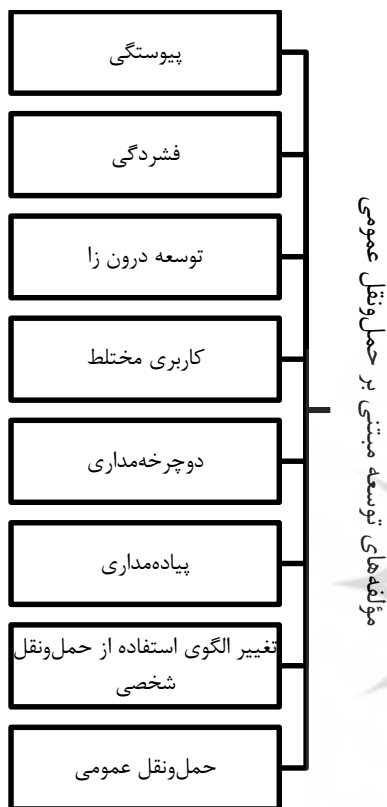 مؤلفه‌های توسعه مبتنی بر حمل‌ونقل عمومی
پیوستگی
فشردگی
توسعه درون زا
کاربری مختلط
دوچرخه‌مداری
پیاده‌مداری
تغییر الگوی استفاده از حمل‌ونقل
شخصی
حمل‌ونقل عمومی